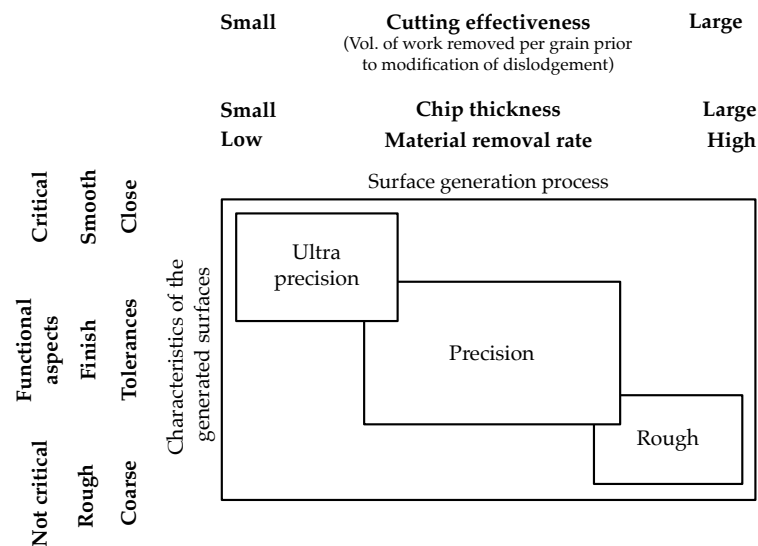 Small Cutting effectiveness Large
(Vol. of work removed per grain prior
to modification of dislodgement)
Small Chip thickness Large
Low Material removal rate High
Surface generation process
Critical
Smooth
Close
Functional
aspects
Finish
Tolerances
Not critical
Rough
Coarse
Characteristics of the
generated surfaces
Ultra
precision
Precision
Rough